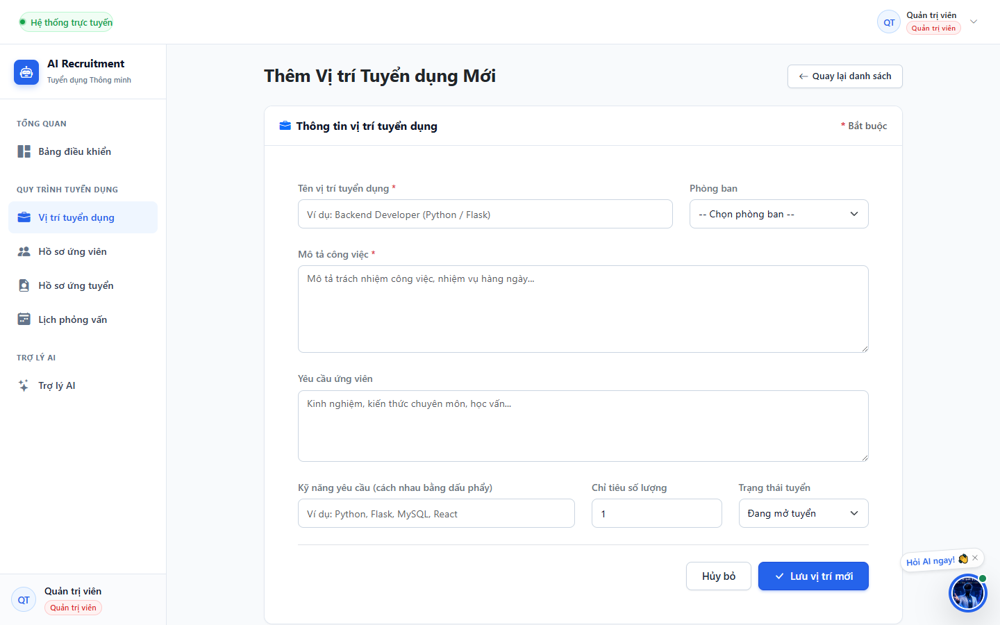 Hệ thống trực tuyến
QT
Quản trị viên
Quản trị viên
AI Recruitment
Tuyển dụng Thông minh
TỔNG QUAN
Bảng điều khiển
QUY TRÌNH TUYỂN DỤNG
Vị trí tuyển dụng
Hồ sơ ứng viên
Hồ sơ ứng tuyển
Lịch phỏng vấn
TRỢ LÝ AI
Trợ lý AI
QT
Quản trị viên
Quản trị viên
Thêm Vị trí Tuyển dụng Mới
Quay lại danh sách
Thông tin vị trí tuyển dụng
* Bắt buộc
Tên vị trí tuyển dụng *
Phòng ban
Ví dụ: Backend Developer (Python / Flask)
-- Chọn phòng ban --
Mô tả công việc *
Mô tả trách nhiệm công việc, nhiệm vụ hàng ngày...
Yêu cầu ứng viên
Kinh nghiệm, kiến thức chuyên môn, học vấn...
Kỹ năng yêu cầu (cách nhau bằng dấu phẩy)
Chỉ tiêu số lượng
Trạng thái tuyển
Ví dụ: Python, Flask, MySQL, React
1
Đang mở tuyển
Hủy bỏ
Lưu vị trí mới
Hỏi AI ngay! 👏